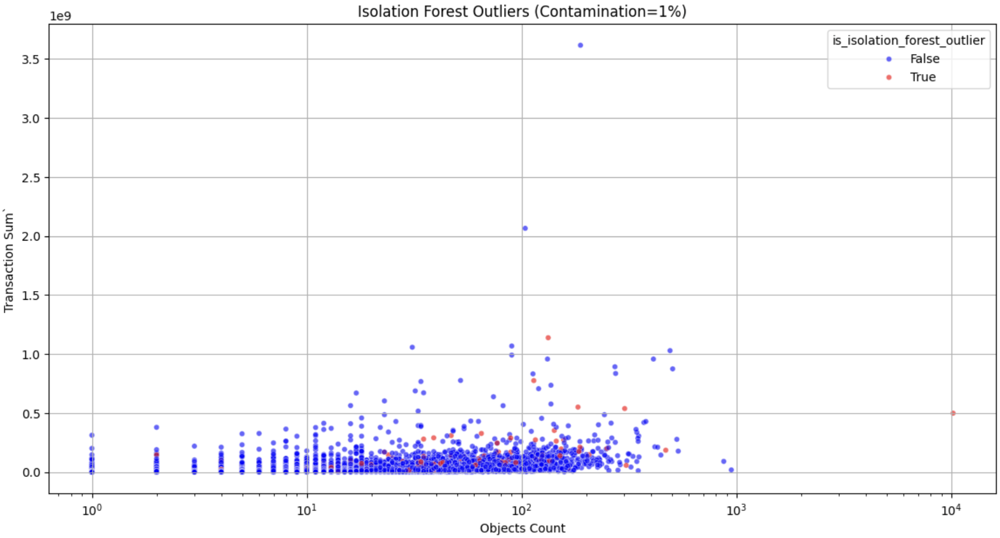 Isolation Forest Outliers (Contamination=1%)
1e9
is_isolation_forest_outlier
False
True
3.5
3.0
2.5
2.0
1.5
1.0
0.5
0.0
Transaction Sum`
10⁰
10¹
10²
10³
10⁴
Objects Count